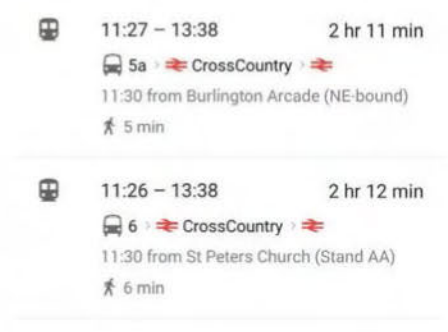 11:27 – 13:38 2 hr 11 min
5a > CrossCountry >
11:30 from Burlington Arcade (NE-bound)
5 min
11:26 – 13:38 2 hr 12 min
6 > CrossCountry >
11:30 from St Peters Church (Stand AA)
6 min